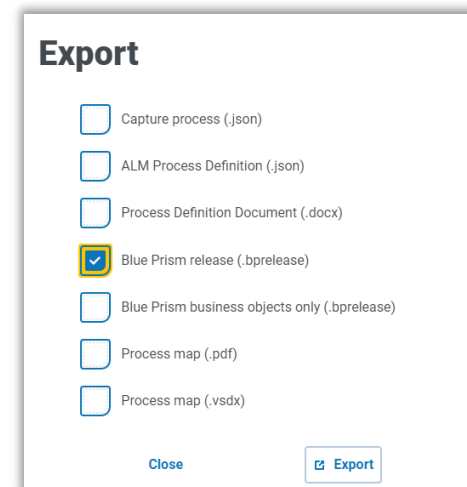 Export
Capture process (.json)
ALM Process Definition (.json)
Process Definition Document (.docx)
Blue Prism release (.bprelease)
Blue Prism business objects only (.bprelease)
Process map (.pdf)
Process map (.vsdx)
Close Export